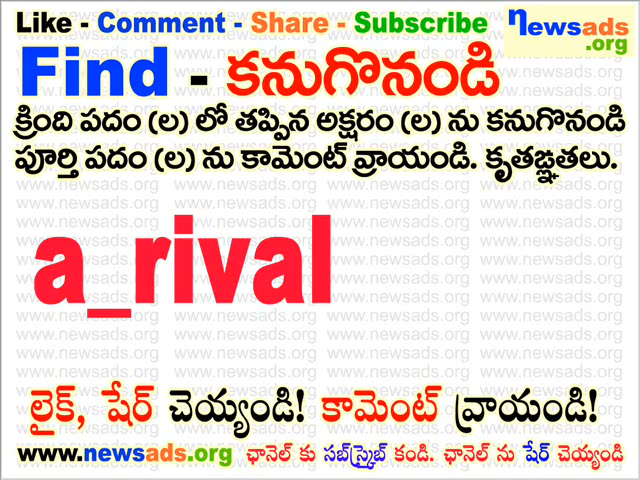 Like - Comment - Share - Subscribe
newsads
.org
Find - కనుగొనండి
క్రింది పదం (ల) లో తప్పిన అక్షరం (ల) ను కనుగొనండి
పూర్తి పదం (ల) ను కామెంట్ వ్రాయండి. కృతఙ్ఞతలు.
a_rival
లైక్, షేర్ చెయ్యండి! కామెంట్ వ్రాయండి!
www.newsads.org ఛానెల్ కు సబ్‌స్క్రైబ్ కండి. ఛానెల్ ను షేర్ చెయ్యండి